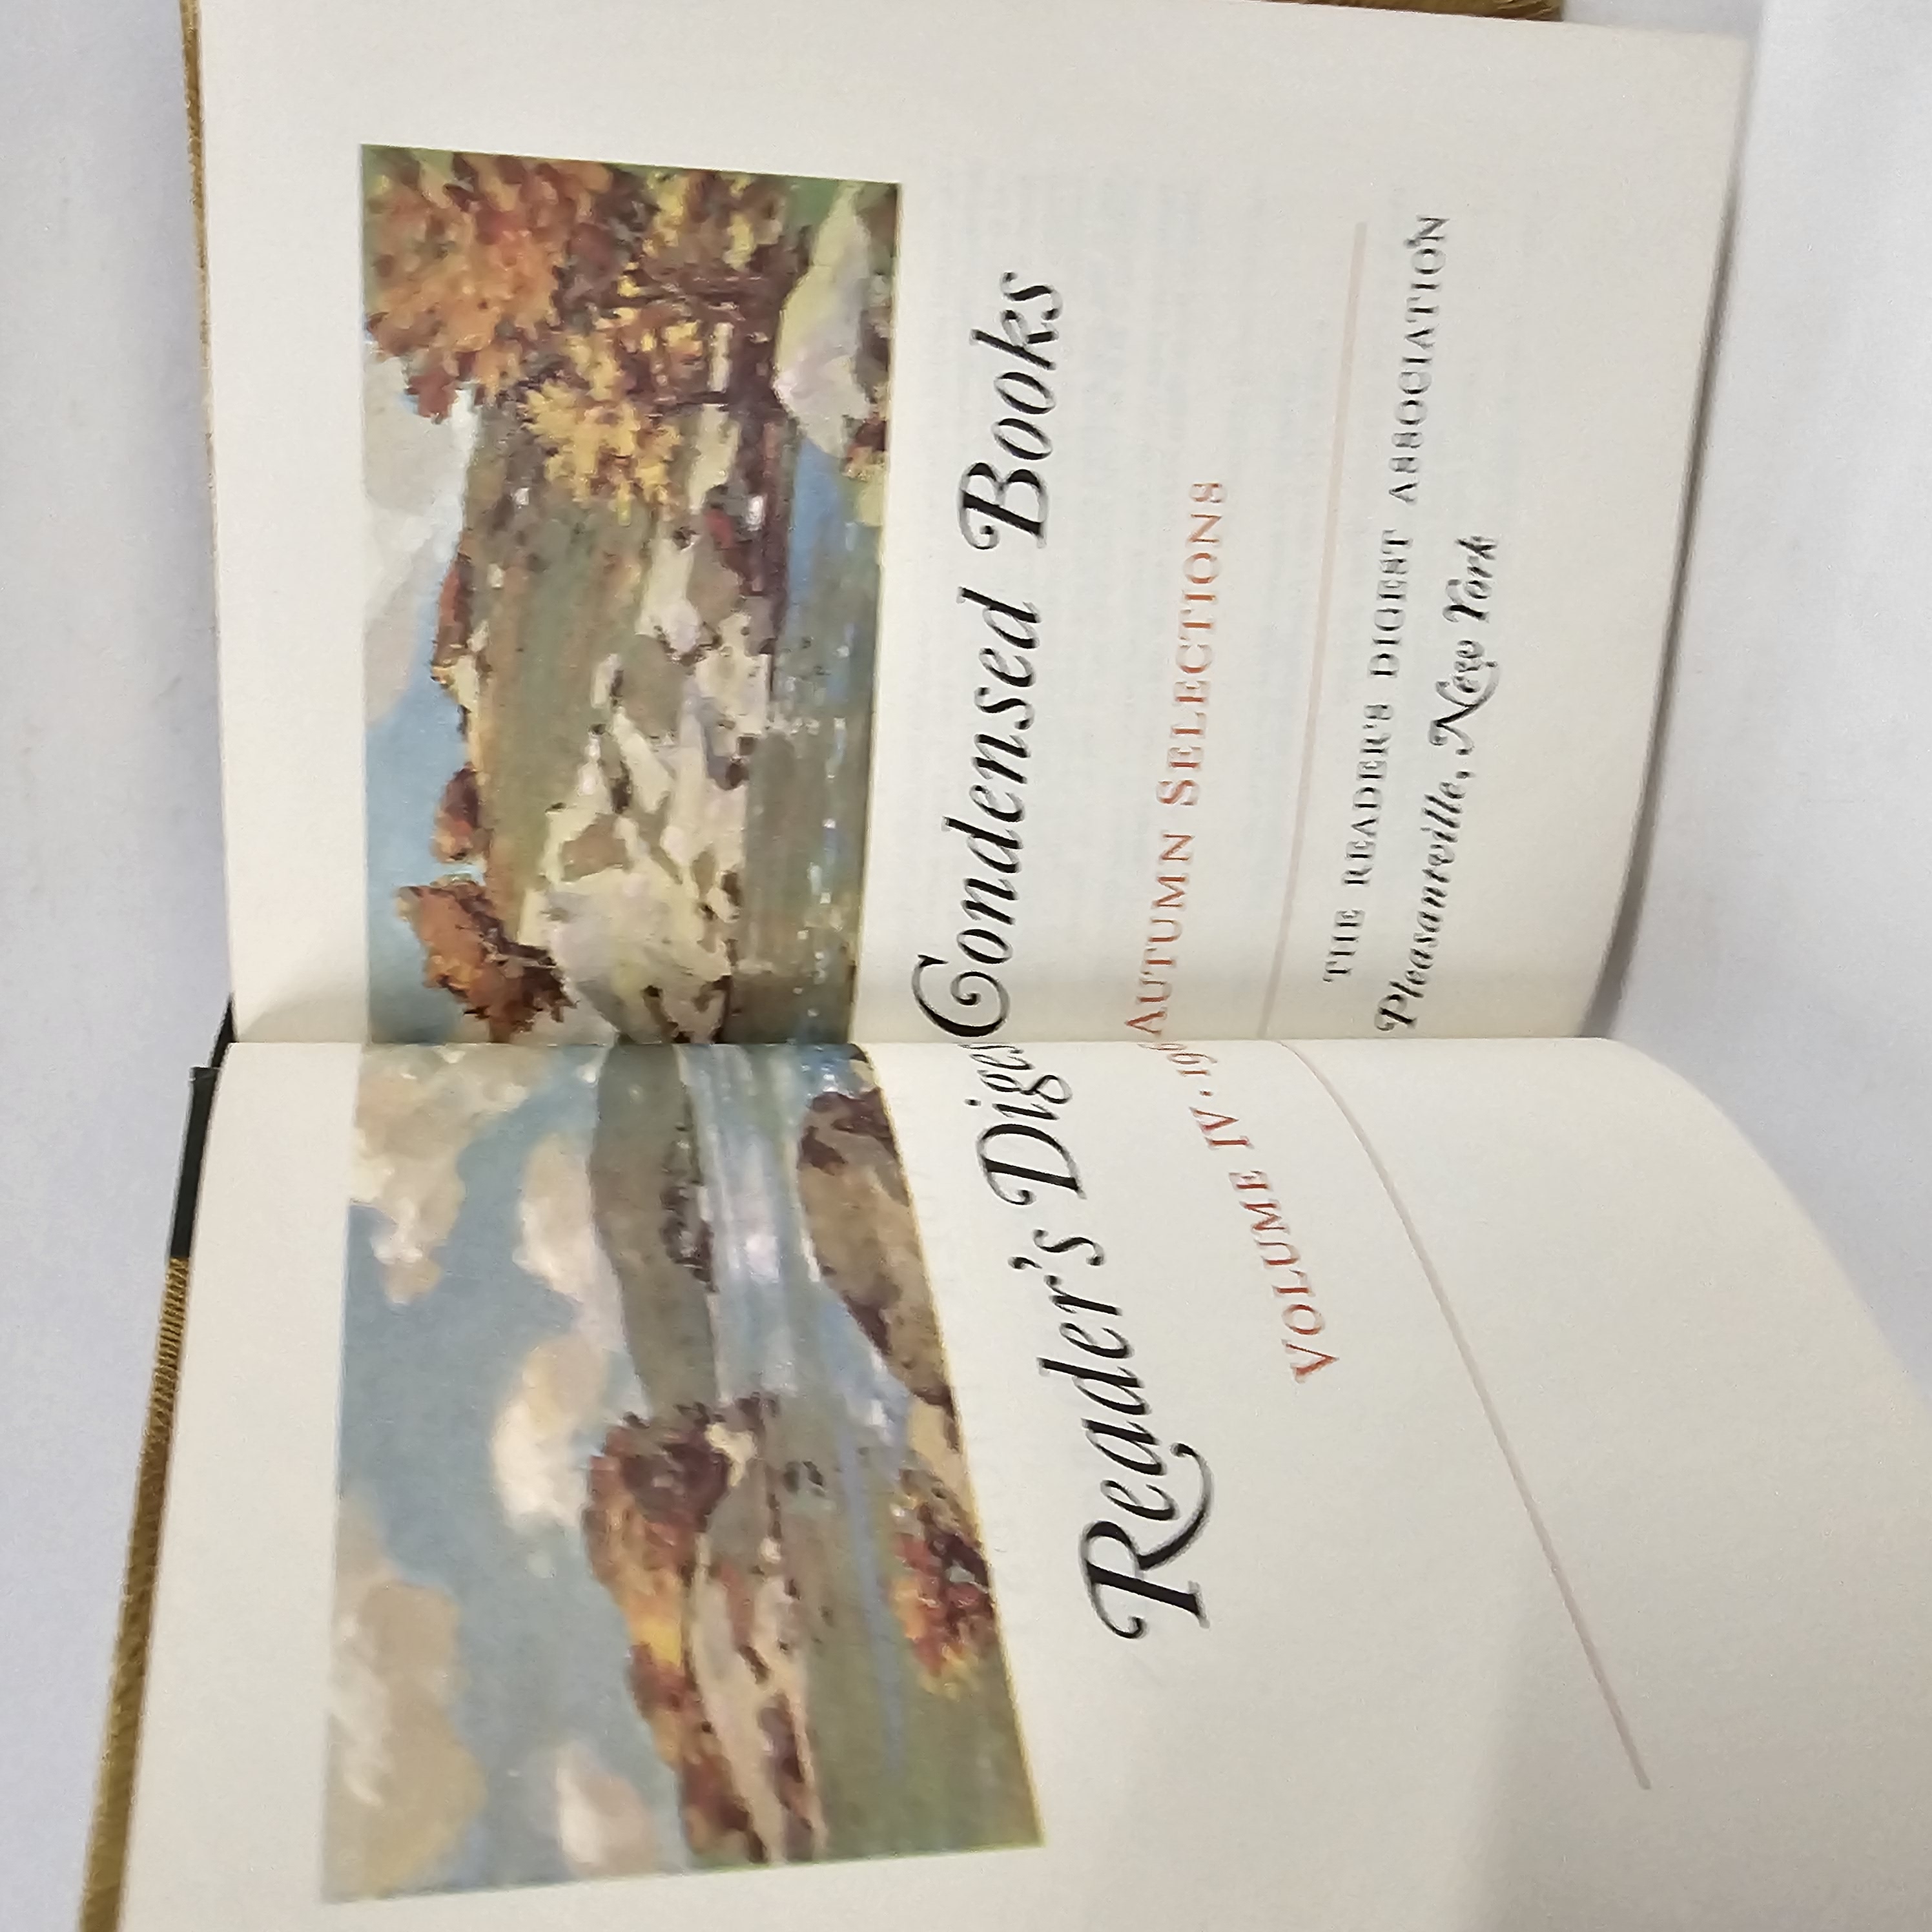 Reader's Diges Condensed Books
VOLUME IV · 196 AUTUMN SELECTIONS
THE READER'S DIGEST ASSOCIATION
Pleasantville, New York